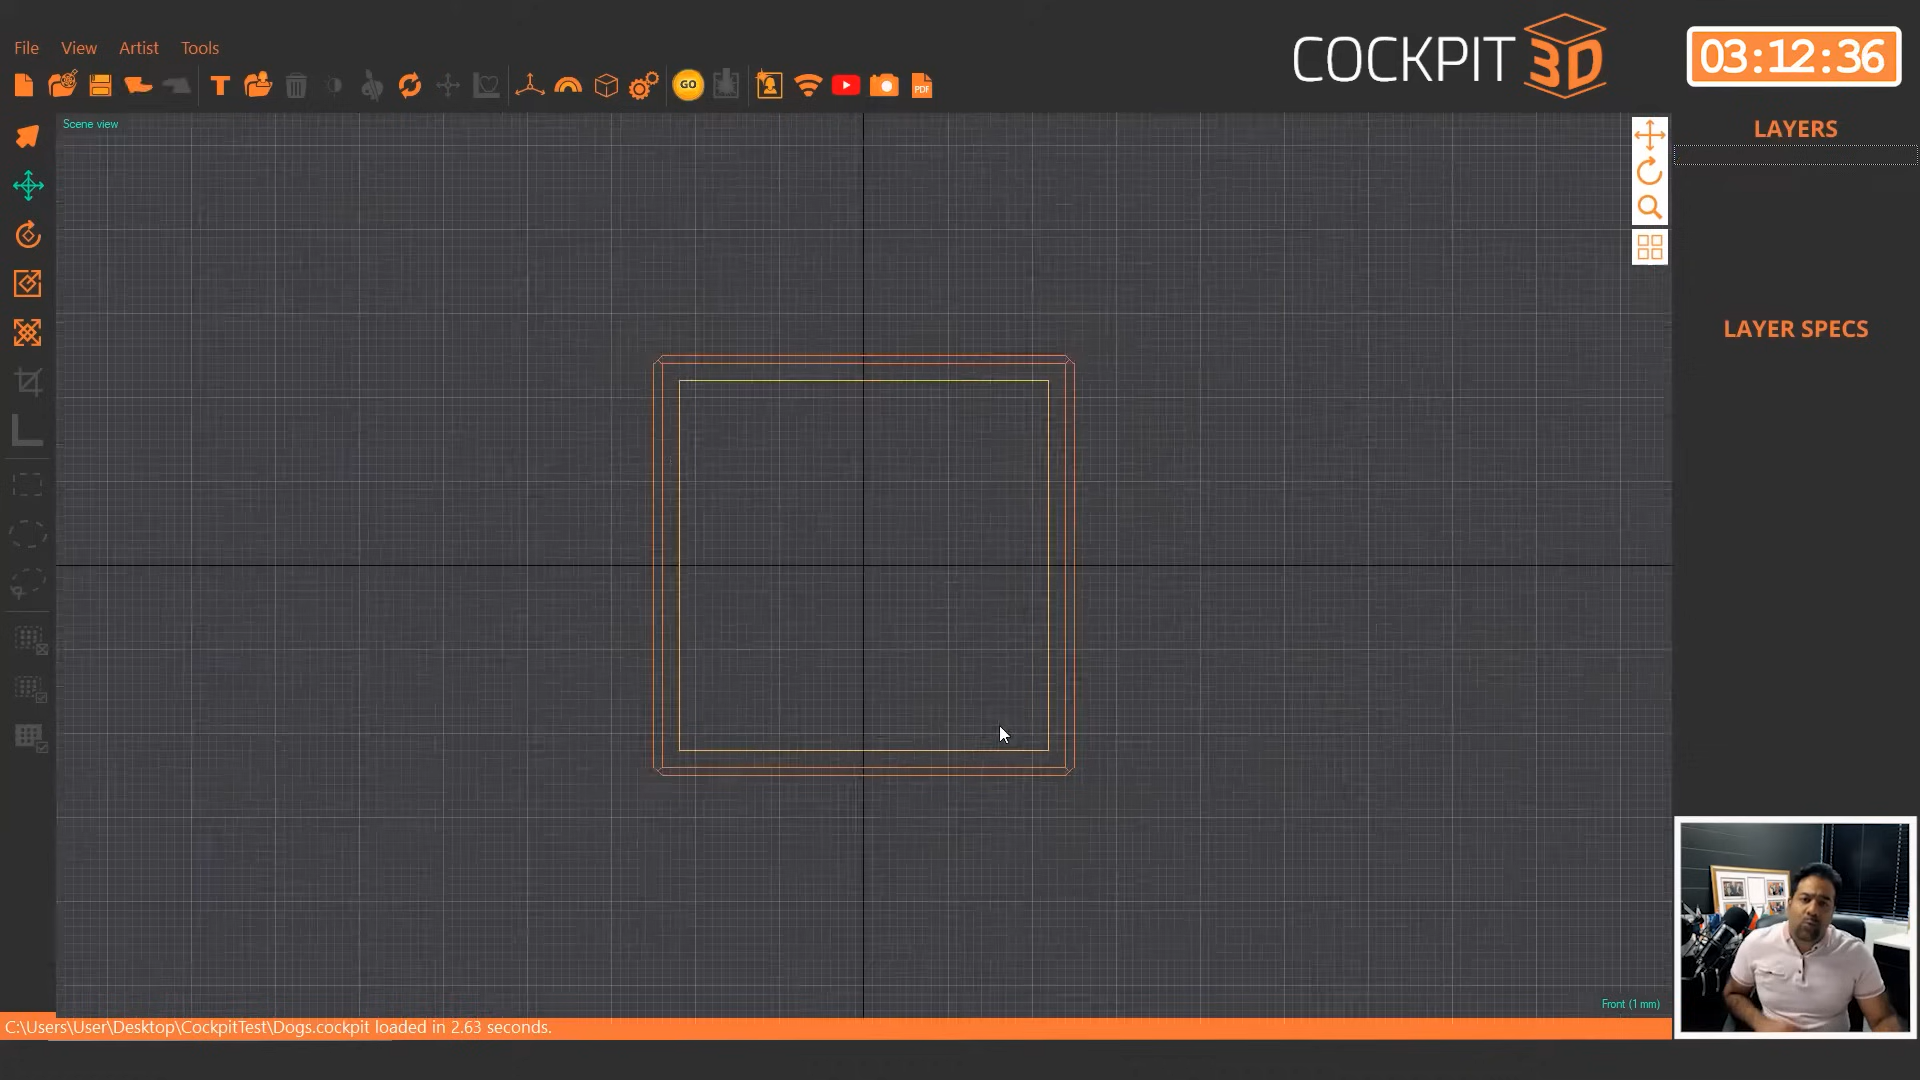 COCKPIT 3D
03:12:36
File View Artist Tools
T
GO
PDF
Scene view
LAYERS
LAYER SPECS
Front (1 mm)
C:\Users\User\Desktop\CockpitTest\Dogs.cockpit loaded in 2.63 seconds.